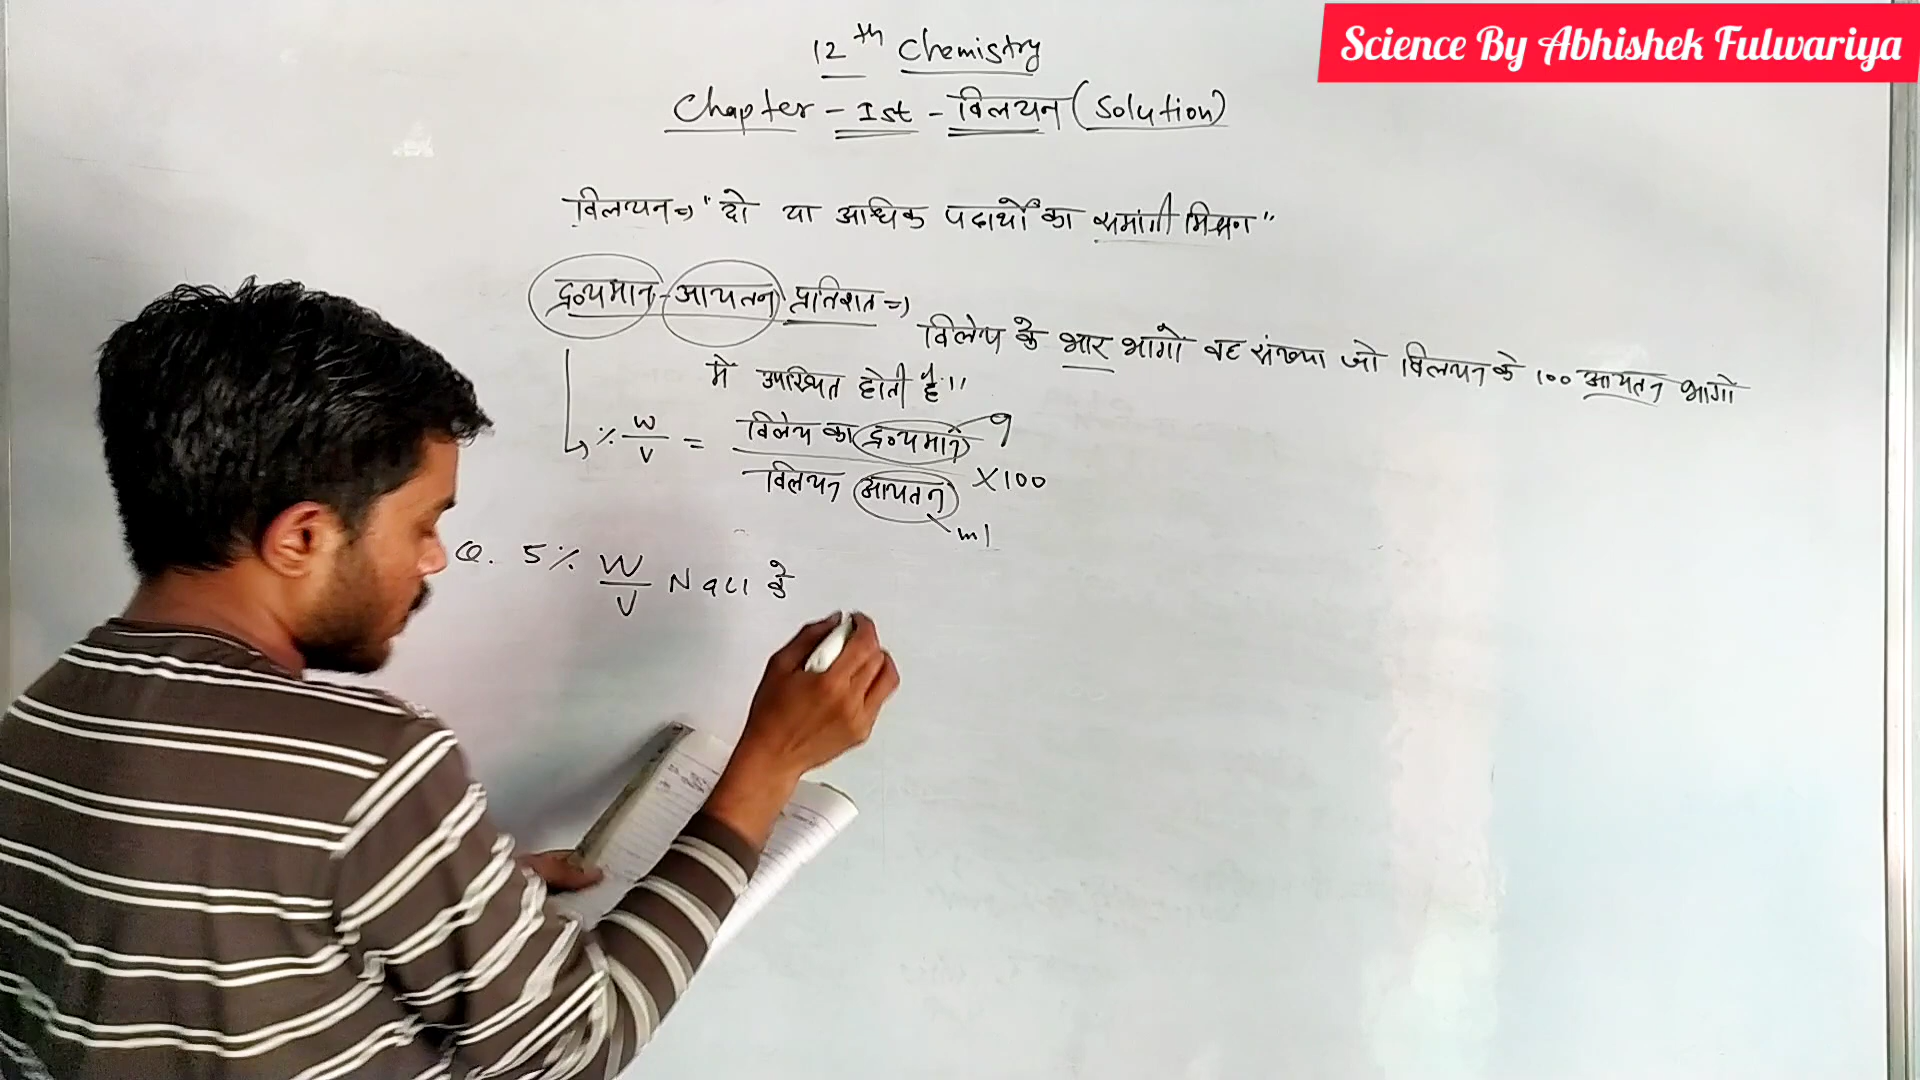 Science By Abhishek Fulwariya
12th Chemistry
Chapter - Ist - विलयन (Solution)
विलयन ⇒ "दो या अधिक पदार्थों का समांगी मिश्रण"
द्रव्यमान - आयतन प्रतिशत ⇒
विलेय के भार भागों वह संख्या जो विलयन के 100 आयतन भागों
में उपस्थित होती है"
% W/V = विलेय का द्रव्यमान g
विलयन आयतन × 100
ml
Q. 5% W/V NaCl के